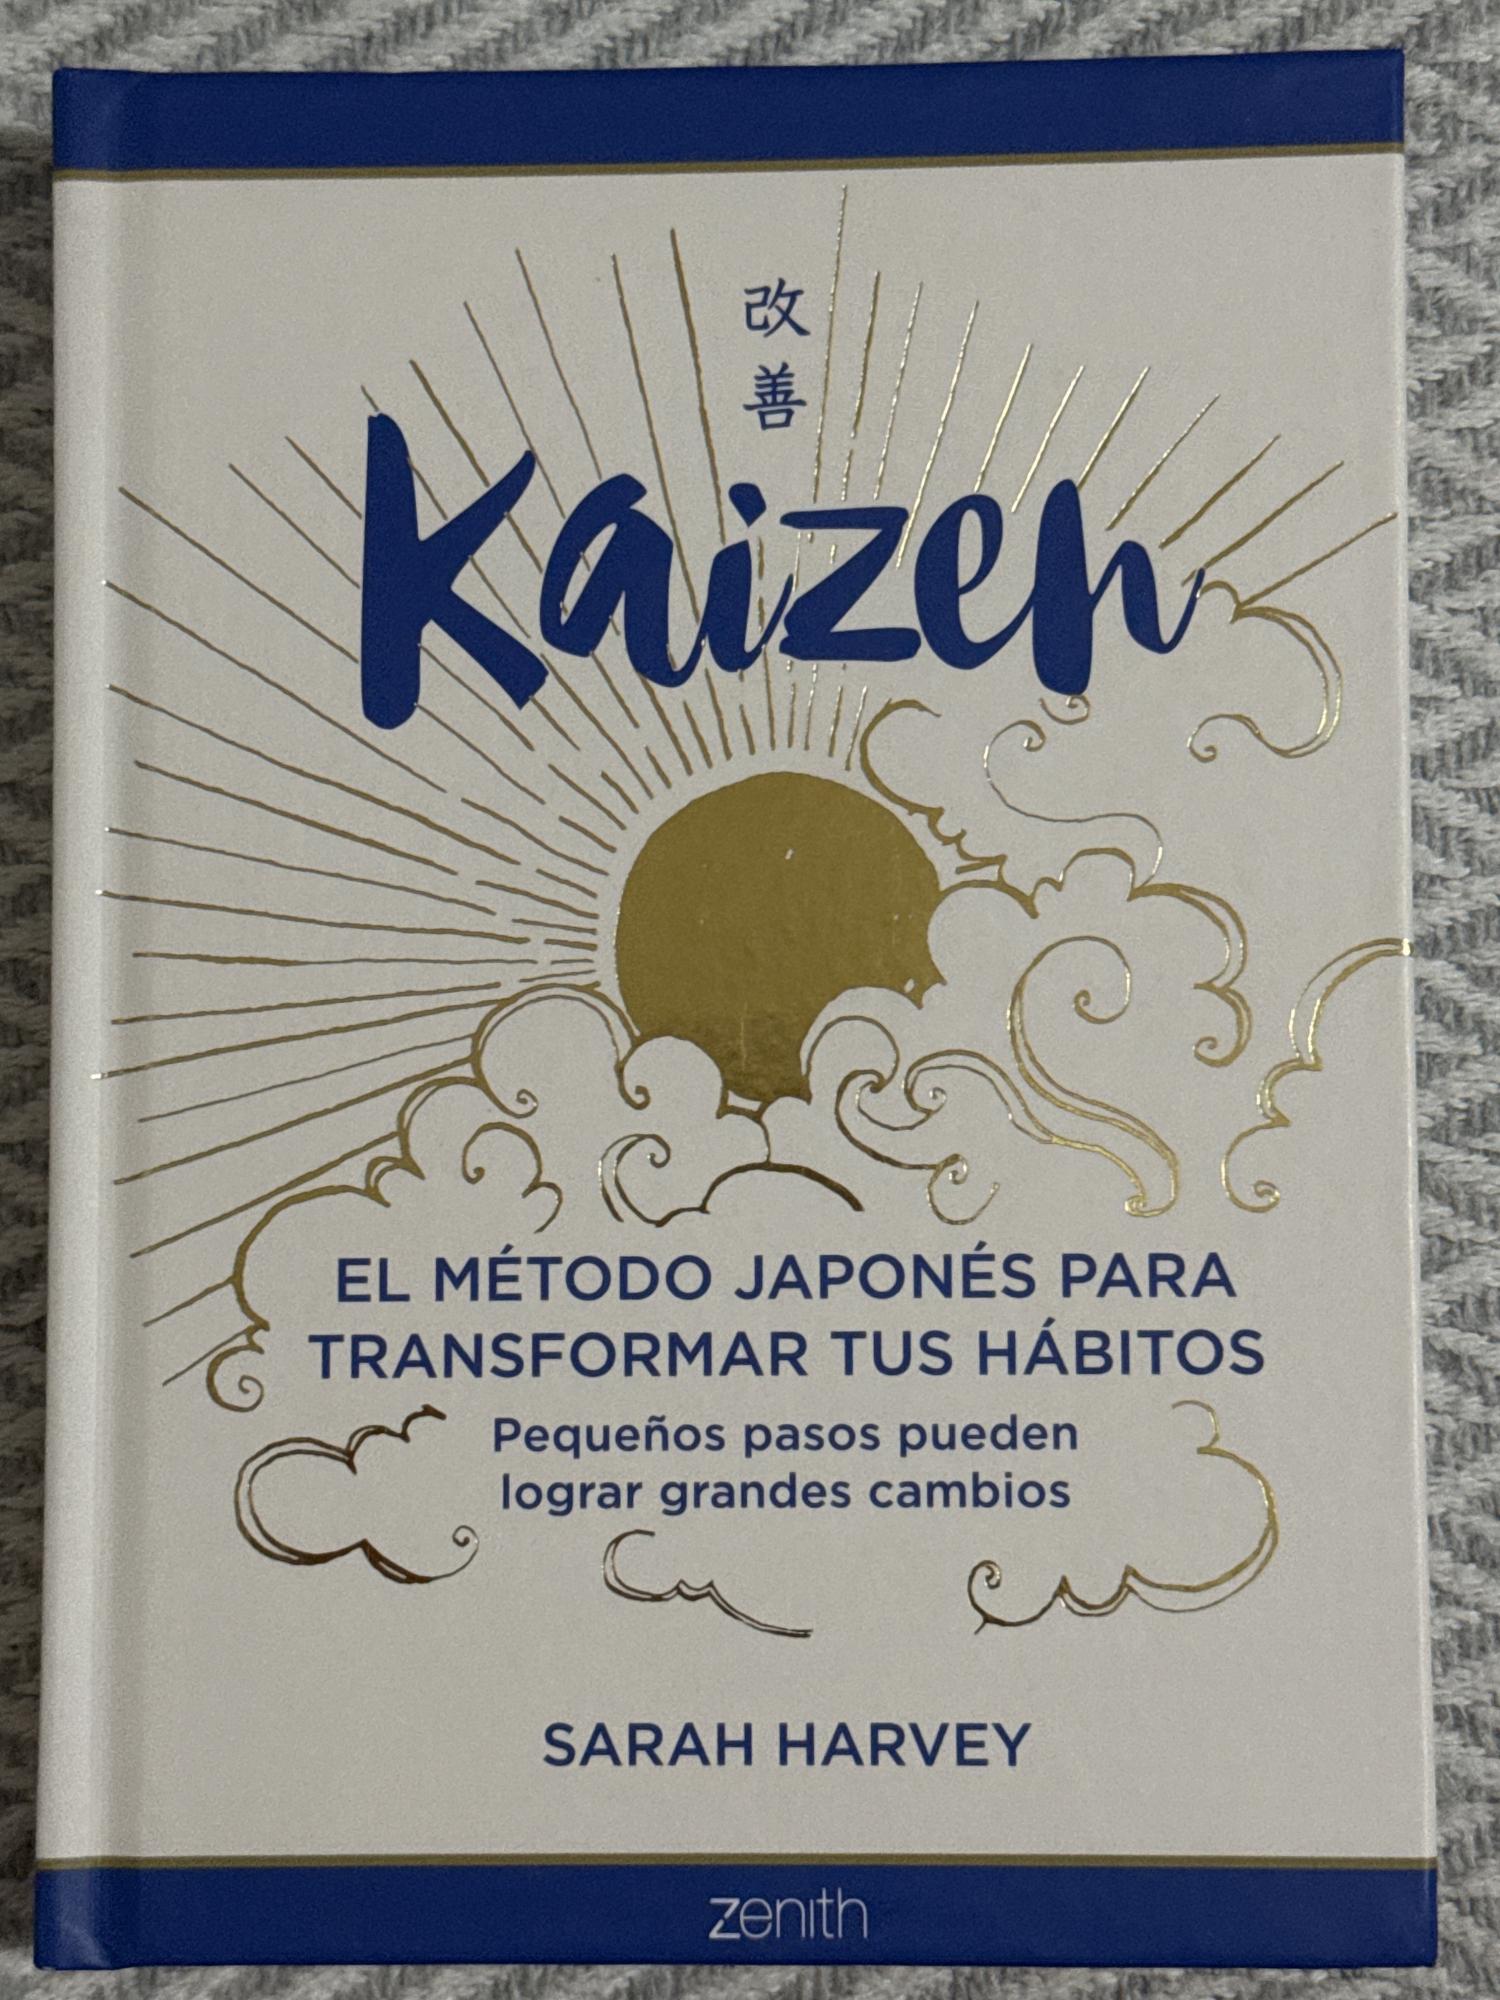 改
善
Kaizen
EL MÉTODO JAPONÉS PARA
TRANSFORMAR TUS HÁBITOS
Pequeños pasos pueden
lograr grandes cambios
SARAH HARVEY
zenith